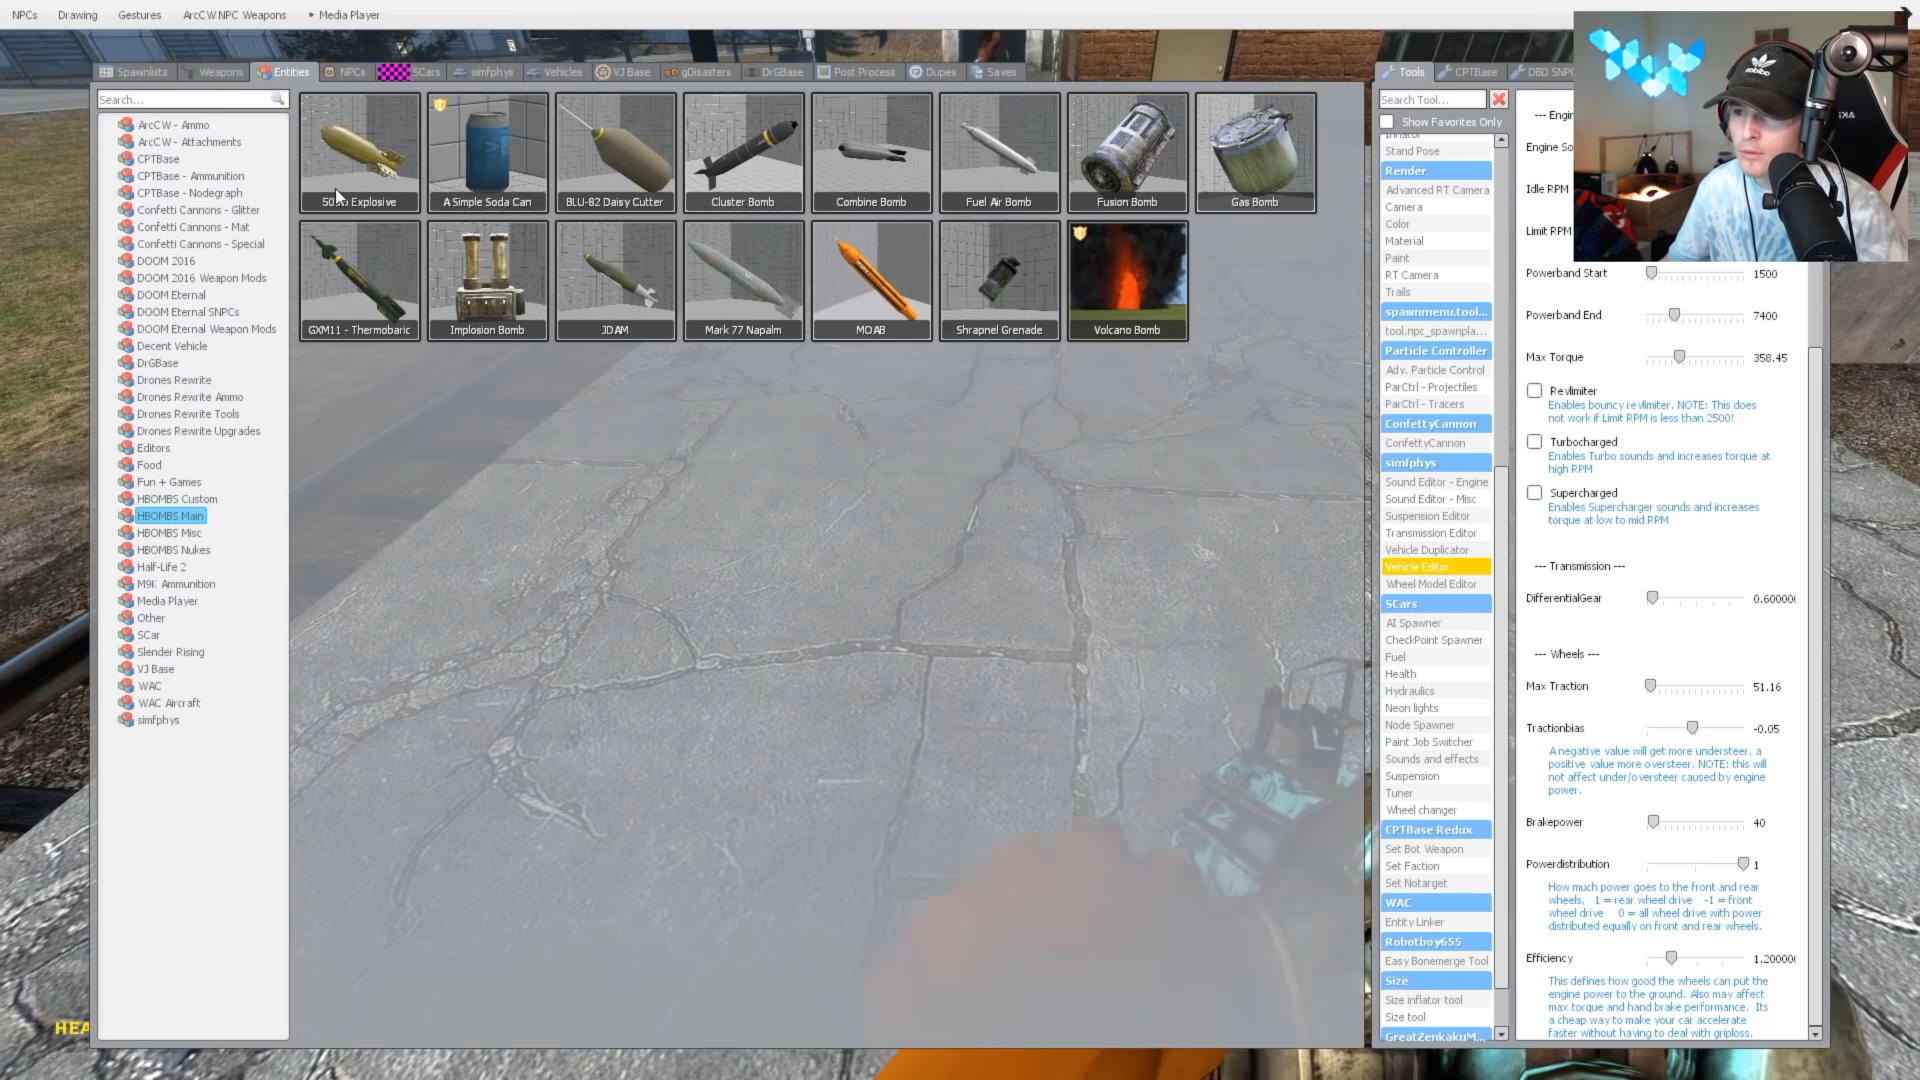 NPCs Drawing Gestures ArcCW NPC Weapons Media Player
Spawnlists Weapons Entities NPCs SCars simfphys Vehicles VJ Base gDisasters DrGBase Post Process Dupes Saves
Search...
ArcCW - Ammo
ArcCW - Attachments
CPTBase
CPTBase - Ammunition
CPTBase - Nodegraph
Confetti Cannons - Glitter
Confetti Cannons - Mat
Confetti Cannons - Special
DOOM 2016
DOOM 2016 Weapon Mods
DOOM Eternal
DOOM Eternal SNPCs
DOOM Eternal Weapon Mods
Decent Vehicle
DrGBase
Drones Rewrite
Drones Rewrite Ammo
Drones Rewrite Tools
Drones Rewrite Upgrades
Editors
Food
Fun + Games
HBOMBS Custom
HBOMBS Main
HBOMBS Misc
HBOMBS Nukes
Half-Life 2
M9K Ammunition
Media Player
Other
SCar
Slender Rising
VJ Base
WAC
WAC Aircraft
simfphys
Explosive A Simple Soda Can BLU-82 Daisy Cutter Cluster Bomb Combine Bomb Fuel Air Bomb Fusion Bomb Gas Bomb
GXM11 - Thermobaric Implosion Bomb JDAM Mark 77 Napalm MOAB Shrapnel Grenade Volcano Bomb
HEA
Tools CPTBase DBD SNPC
Search Tool...
Show Favorites Only
Stand Pose
Render
Advanced RT Camera
Camera
Color
Material
Paint
RT Camera
Trails
spawnmenu.tool...
tool.npc_spawnpla...
Particle Controller
Adv. Particle Control
ParCtrl - Projectiles
ParCtrl - Tracers
ConfettyCannon
ConfettyCannon
simfphys
Sound Editor - Engine
Sound Editor - Misc
Suspension Editor
Transmission Editor
Vehicle Duplicator
Vehicle Editor
Wheel Model Editor
SCars
AI Spawner
CheckPoint Spawner
Fuel
Health
Hydraulics
Neon lights
Node Spawner
Paint Job Switcher
Sounds and effects
Suspension
Tuner
Wheel changer
CPTBase Redux
Set Bot Weapon
Set Faction
Set Notarget
WAC
Entity Linker
Robotboy655
Easy Bonemerge Tool
Size
Size inflator tool
Size tool
GreatZenkakuM...
--- Engin
Engine So
Idle RPM
Limit RPM
Powerband Start 1500
Powerband End 7400
Max Torque 358.45
Revlimiter
Enables bouncy revlimiter. NOTE: This does
not work if Limit RPM is less than 2500!
Turbocharged
Enables Turbo sounds and increases torque at
high RPM
Supercharged
Enables Supercharger sounds and increases
torque at low to mid RPM
--- Transmission ---
DifferentialGear 0.60000
--- Wheels ---
Max Traction 51.16
Tractionbias -0.05
A negative value will get more understeer, a
positive value more oversteer. NOTE: this will
not affect under/oversteer caused by engine
power.
Brakepower 40
Powerdistribution 1
How much power goes to the front and rear
wheels, 1 = rear wheel drive -1 = front
wheel drive 0 = all wheel drive with power
distributed equally on front and rear wheels.
Efficiency 1.20000
This defines how good the wheels can put the
engine power to the ground. Also may affect
max torque and hand brake performance. Its
a cheap way to make your car accelerate
faster without having to deal with griploss.
adidas